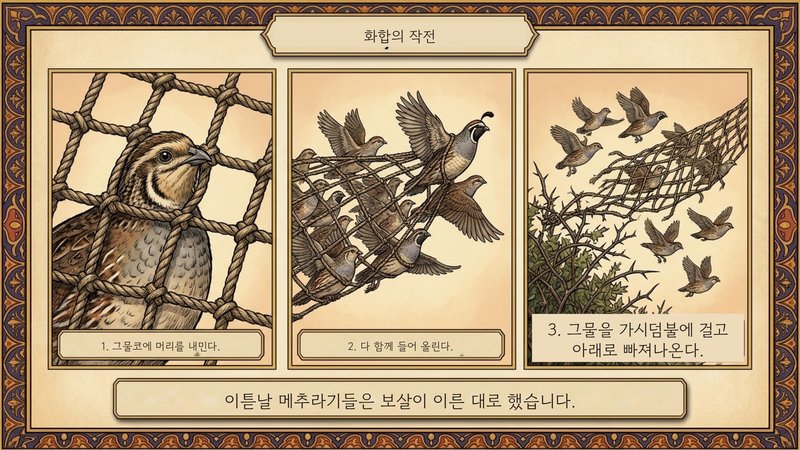 화합의 작전
1. 그물코에 머리를 내민다.
2. 다 함께 들어 올린다.
3. 그물을 가시덤불에 걸고
아래로 빠져나온다.
이튿날 메추라기들은 보살이 이른 대로 했습니다.